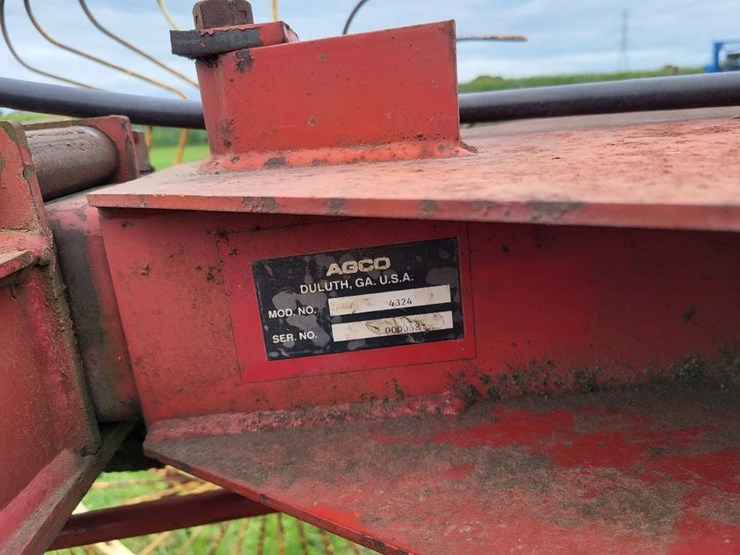 AGCO
DULUTH, GA. U.S.A.
MOD. NO. 4324
SER. NO.